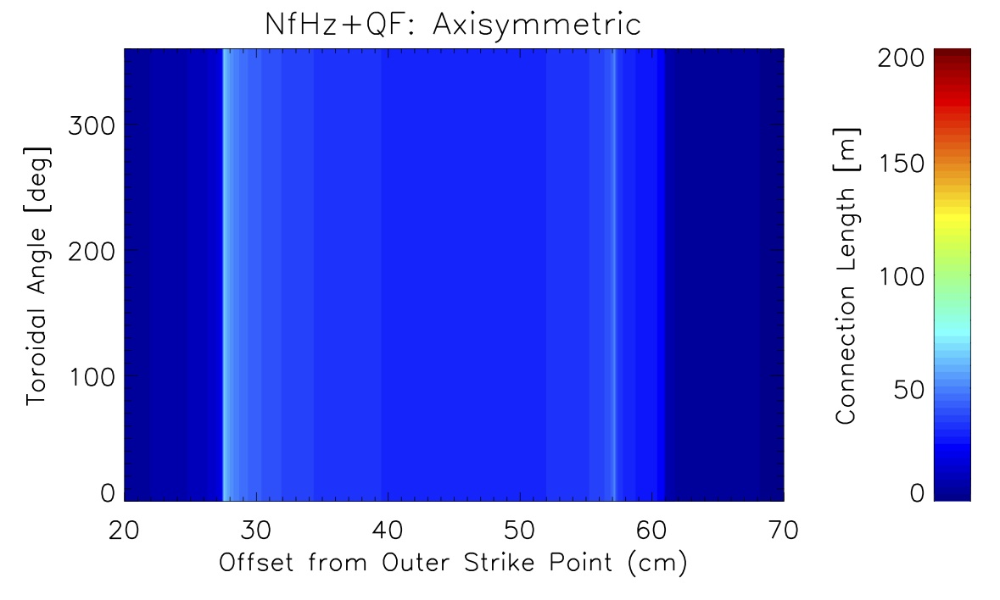 NfHz+QF: Axisymmetric
300
200
100
0
Toroidal Angle [deg]
20 30 40 50 60 70
Offset from Outer Strike Point (cm)
200
150
100
50
0
Connection Length [m]